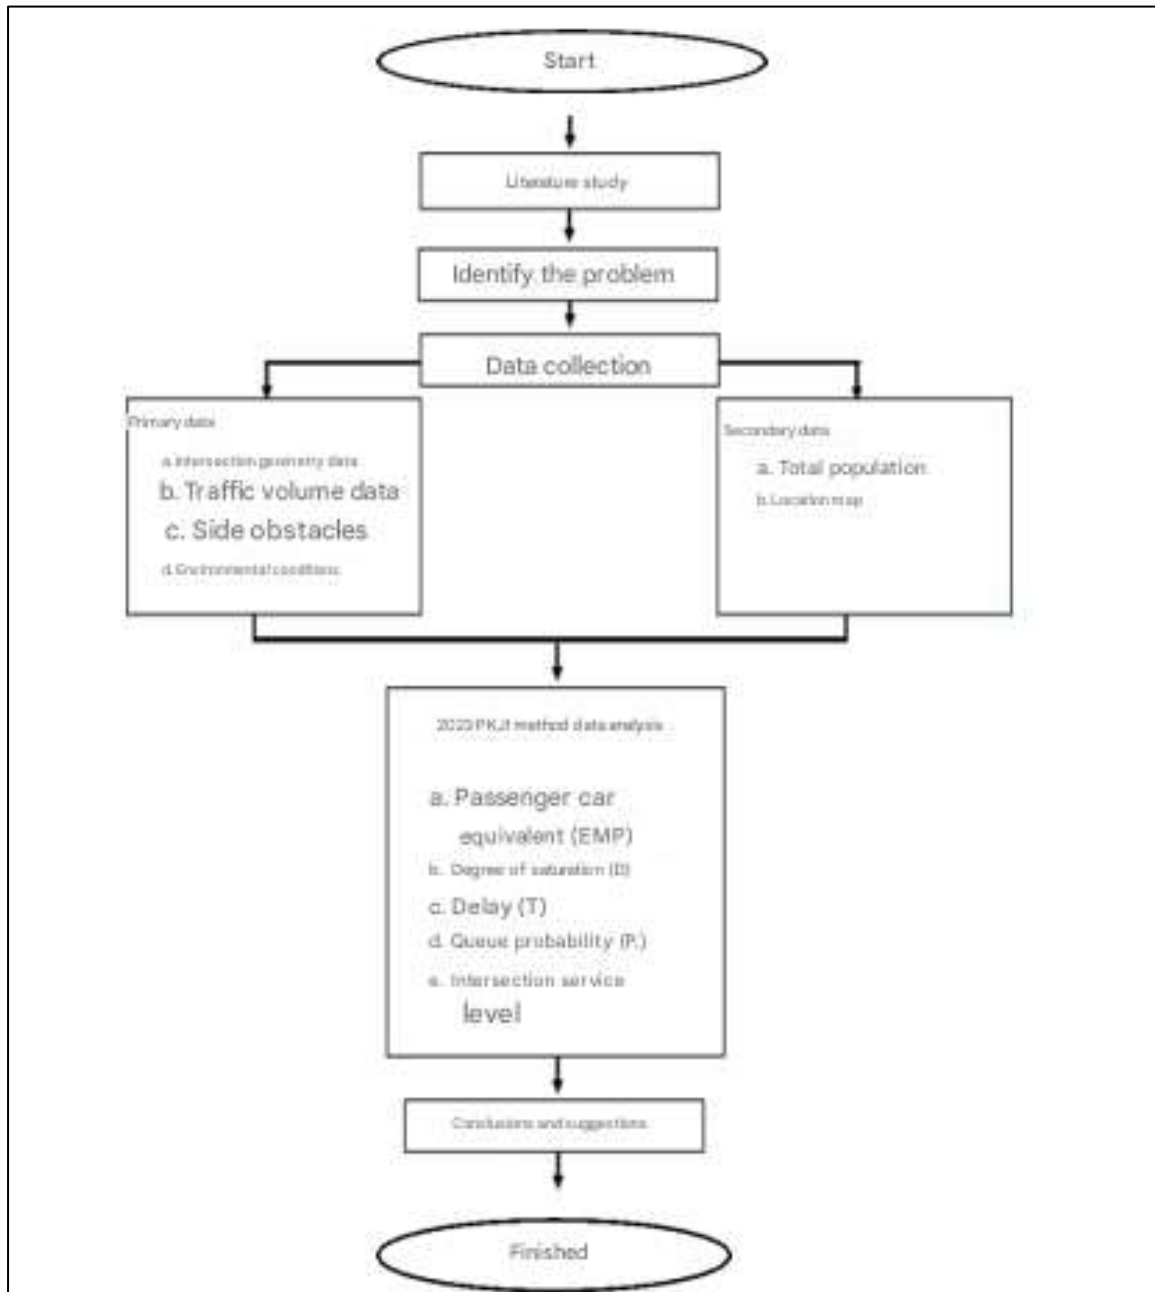 Start
Literature study
Identify the problem
Data collection
Primary data
a. Intersection geometry data
b. Traffic volume data
c. Side obstacles
d. Environmental conditions
Secondary data
a. Total population
b. Location map
2023 PKJI method data analysis
a. Passenger car
equivalent (EMP)
b. Degree of saturation (D)
c. Delay (T)
d. Queue probability (P.)
e. Intersection service
level
Conclusions and suggestions
Finished